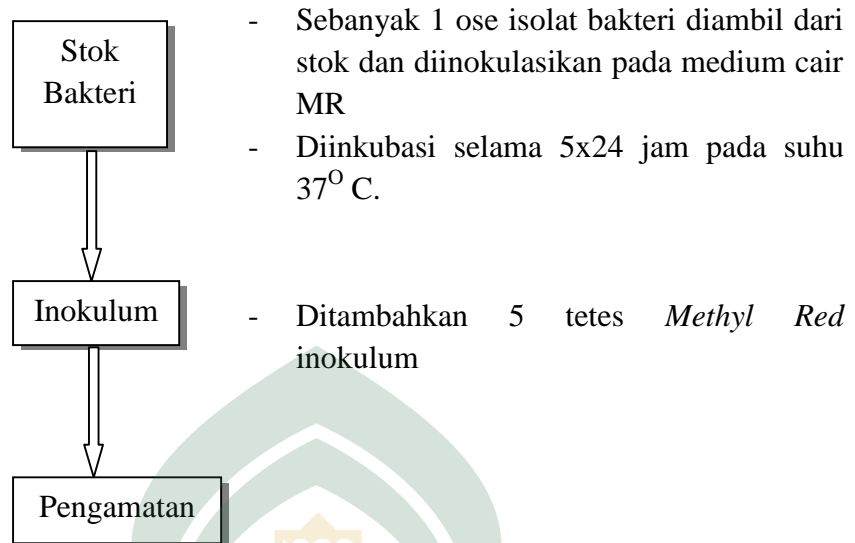 Stok
Bakteri
- Sebanyak 1 ose isolat bakteri diambil dari
stok dan diinokulasikan pada medium cair
MR
- Diinkubasi selama 5x24 jam pada suhu
37ᴼ C.
Inokulum
- Ditambahkan 5 tetes Methyl Red
inokulum
Pengamatan